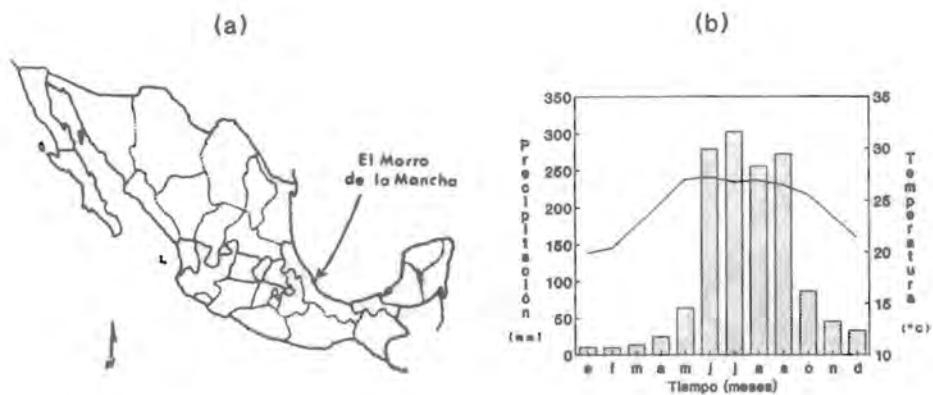 (a)
El Morro
de la Mancha
L
(b)
Precipitación
(mm)
350
300
250
200
150
100
50
0
35
30
25
20
15
10
Temperatura
(°C)
e f m a m j j a s o n d
Tiempo (meses)